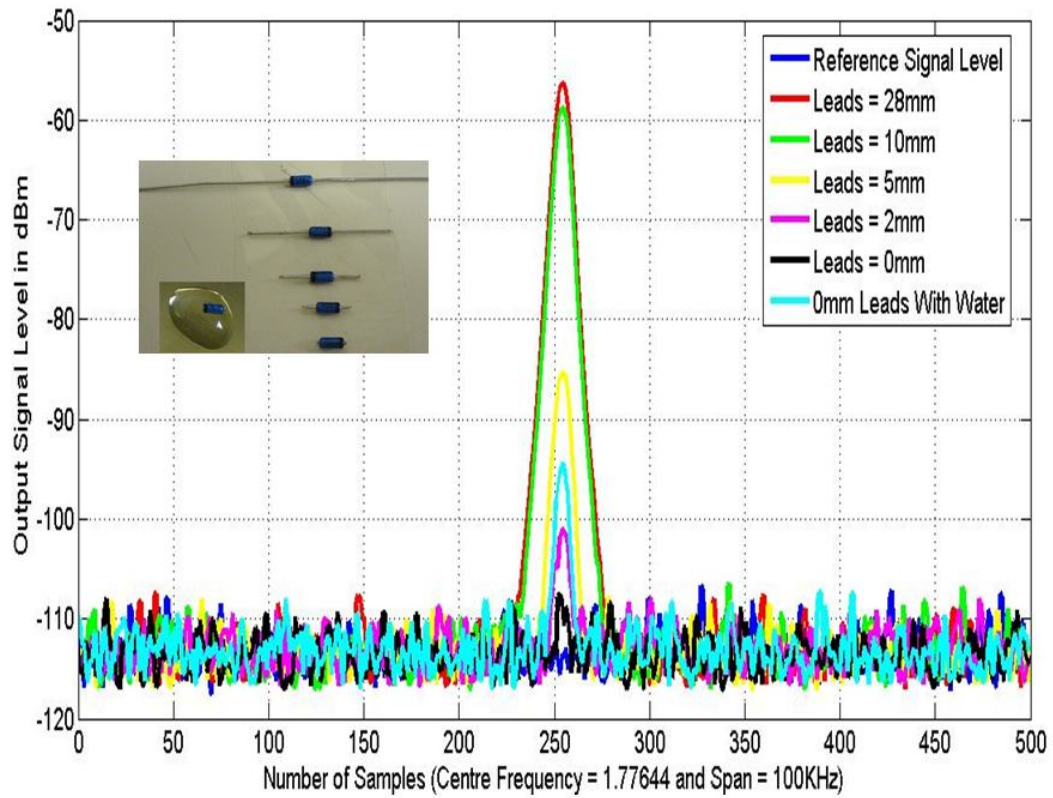 -50
-60
-70
-80
-90
-100
-110
-120
Output Signal Level in dBm
Reference Signal Level
Leads = 28mm
Leads = 10mm
Leads = 5mm
Leads = 2mm
Leads = 0mm
0mm Leads With Water
0 50 100 150 200 250 300 350 400 450 500
Number of Samples (Centre Frequency = 1.77644 and Span = 100KHz)